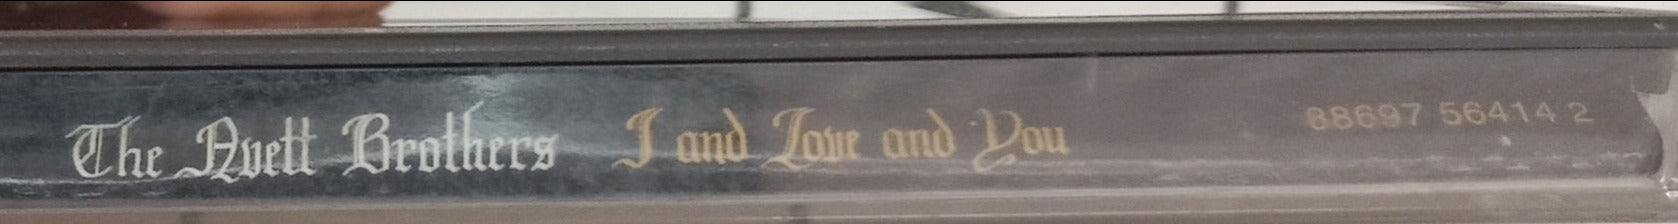 The Avett Brothers I and Love and You 88697 56414 2